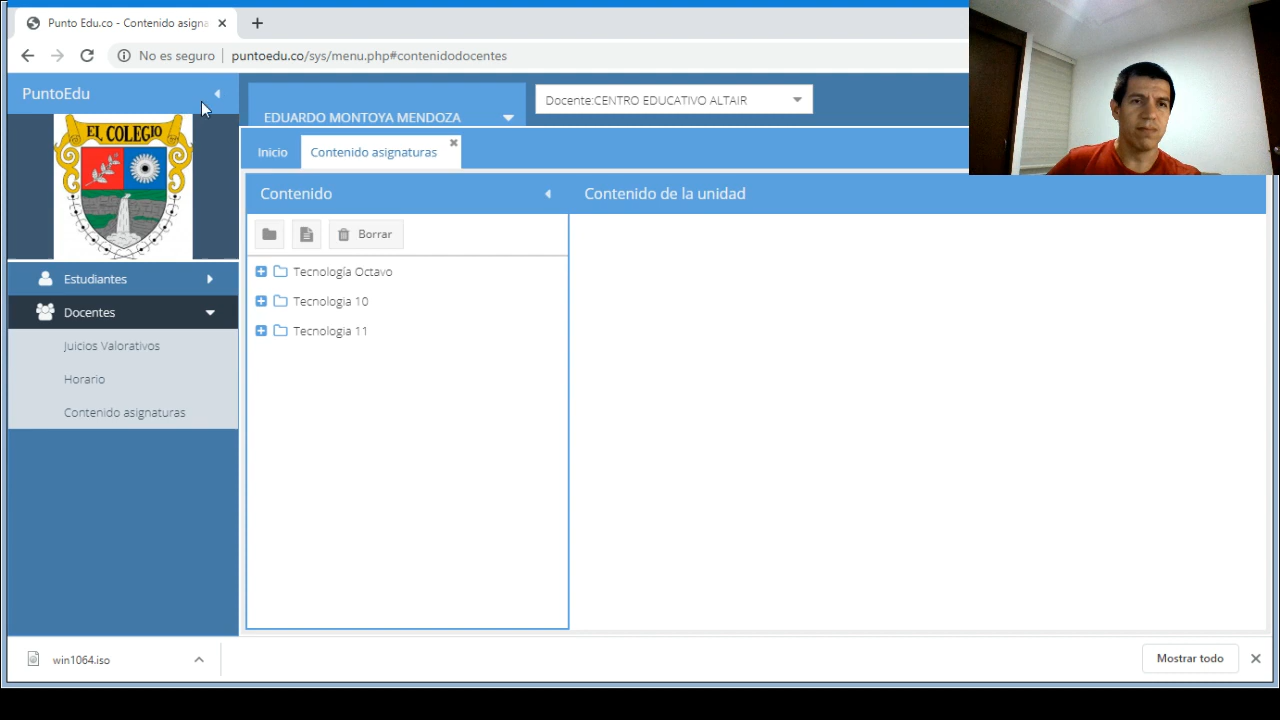 Punto Edu.co - Contenido asigna
No es seguro
puntoedu.co/sys/menu.php#contenidodocentes
PuntoEdu
EL COLEGIO
EDUARDO MONTOYA MENDOZA
Docente:CENTRO EDUCATIVO ALTAIR
Inicio
Contenido asignaturas
Contenido
Contenido de la unidad
Borrar
Estudiantes
Docentes
Juicios Valorativos
Horario
Contenido asignaturas
Tecnología Octavo
Tecnologia 10
Tecnologia 11
win1064.iso
Mostrar todo